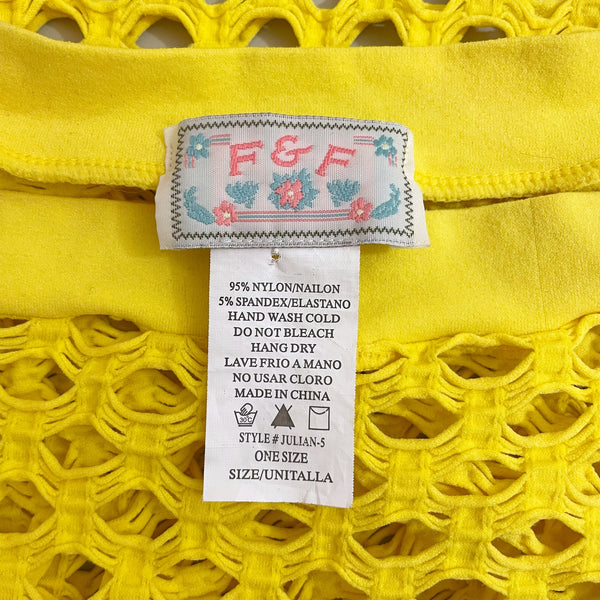 F & F
95% NYLON/NAILON
5% SPANDEX/ELASTANO
HAND WASH COLD
DO NOT BLEACH
HANG DRY
LAVE FRIO A MANO
NO USAR CLORO
MADE IN CHINA
30°C
STYLE # JULIAN-5
ONE SIZE
SIZE/UNITALLA